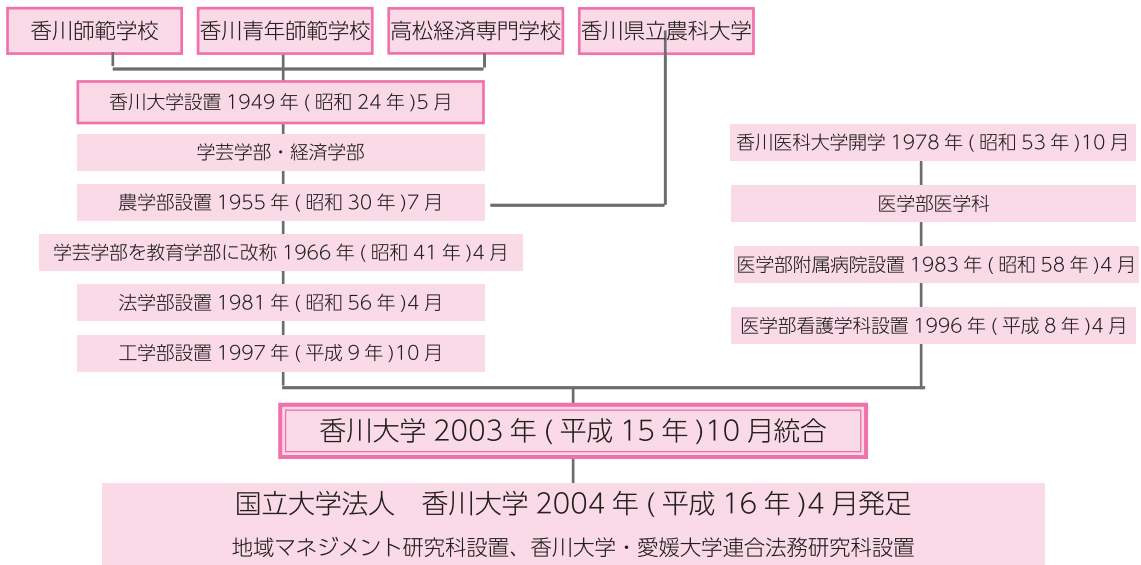 香川師範学校
香川青年師範学校
高松経済専門学校
香川県立農科大学
香川大学設置 1949 年 ( 昭和 24 年 )5 月
学芸学部・経済学部
農学部設置 1955 年 ( 昭和 30 年 )7 月
学芸学部を教育学部に改称 1966 年 ( 昭和 41 年 )4 月
法学部設置 1981 年 ( 昭和 56 年 )4 月
工学部設置 1997 年 ( 平成 9 年 )10 月
香川医科大学開学 1978 年 ( 昭和 53 年 )10 月
医学部医学科
医学部附属病院設置 1983 年 ( 昭和 58 年 )4 月
医学部看護学科設置 1996 年 ( 平成 8 年 )4 月
香川大学 2003 年 ( 平成 15 年 )10 月統合
国立大学法人　香川大学 2004 年 ( 平成 16 年 )4 月発足
地域マネジメント研究科設置、香川大学・愛媛大学連合法務研究科設置